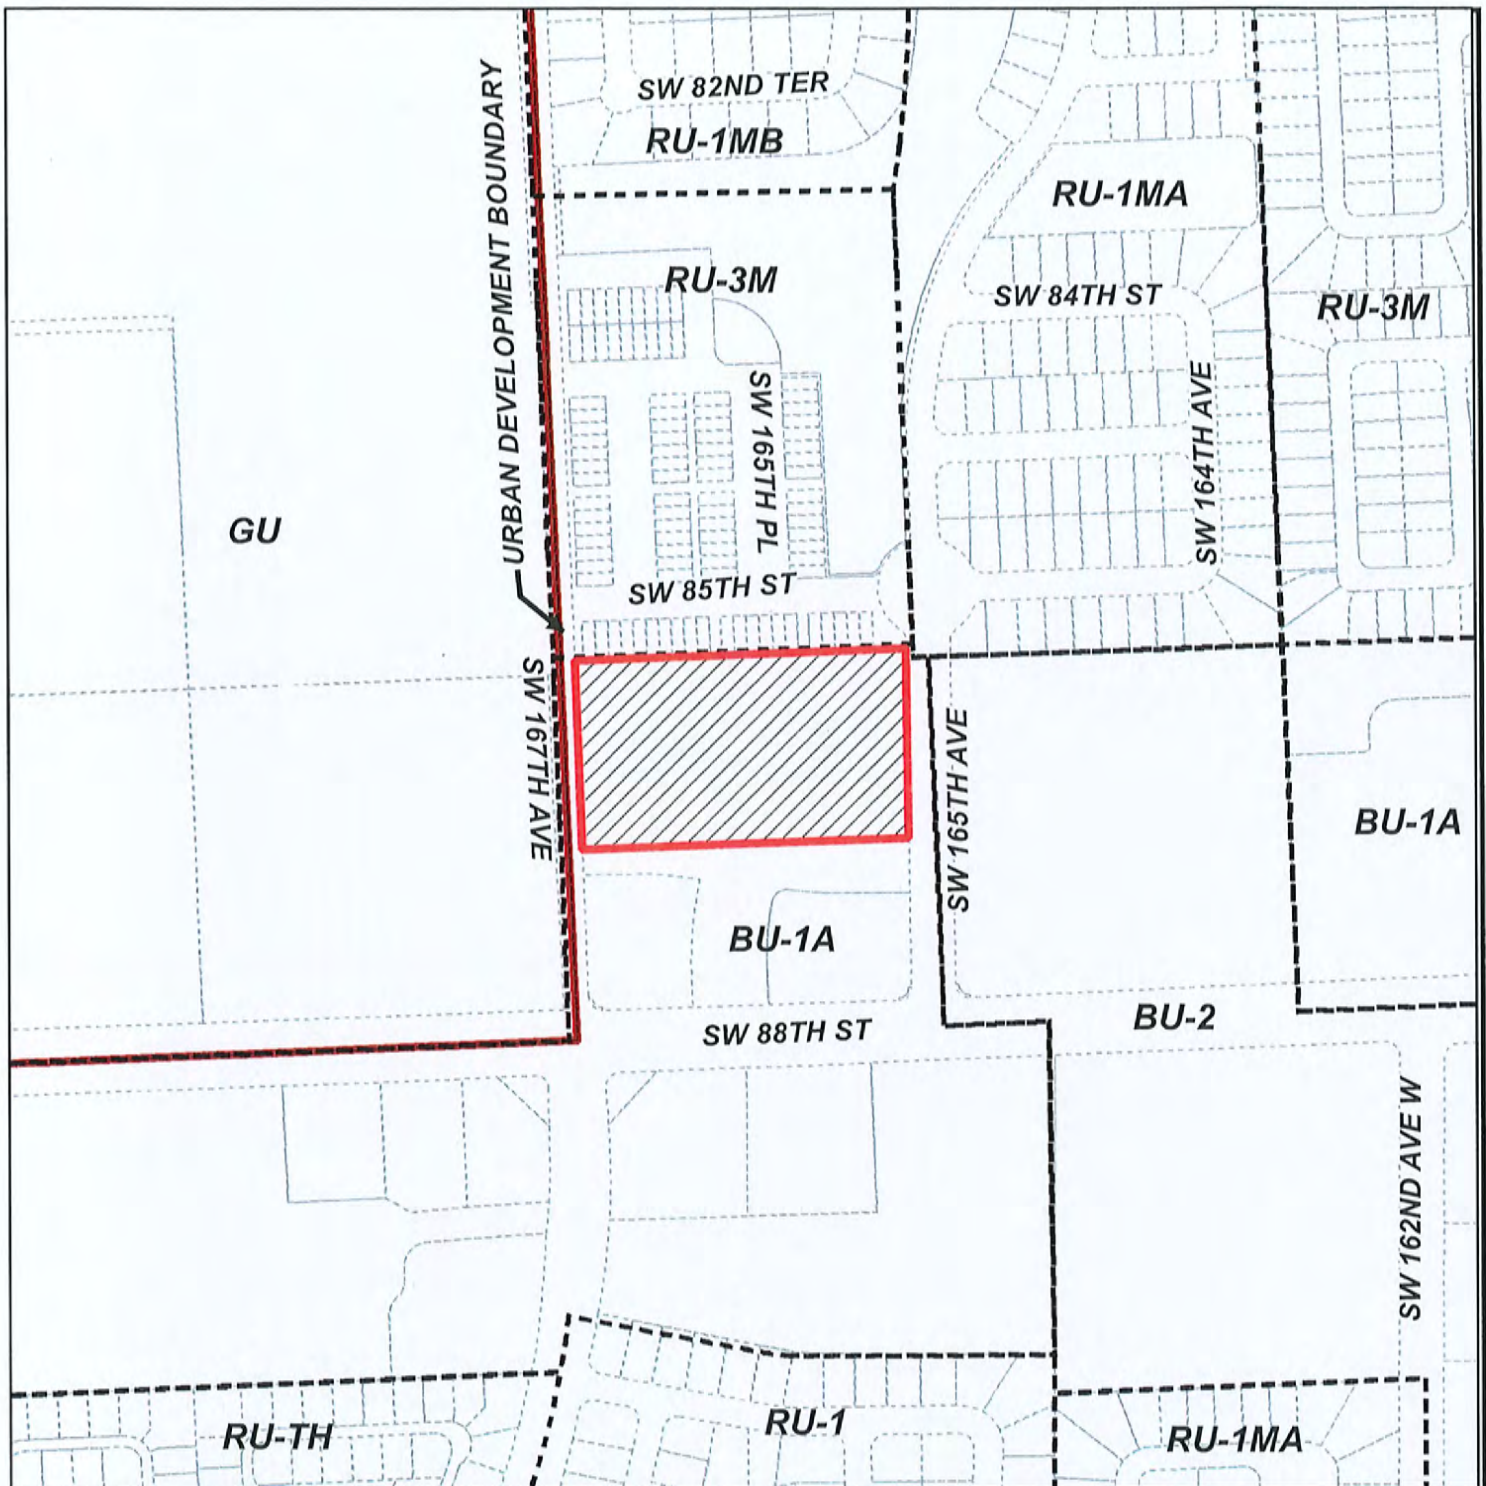 SW 82ND TER
RU-1MB
URBAN DEVELOPMENT BOUNDARY
RU-1MA
RU-3M
SW 84TH ST
RU-3M
SW 165TH PL
SW 164TH AVE
GU
SW 85TH ST
SW 167TH AVE
SW 165TH AVE
BU-1A
BU-1A
BU-2
SW 88TH ST
SW 162ND AVE W
RU-TH
RU-1
RU-1MA